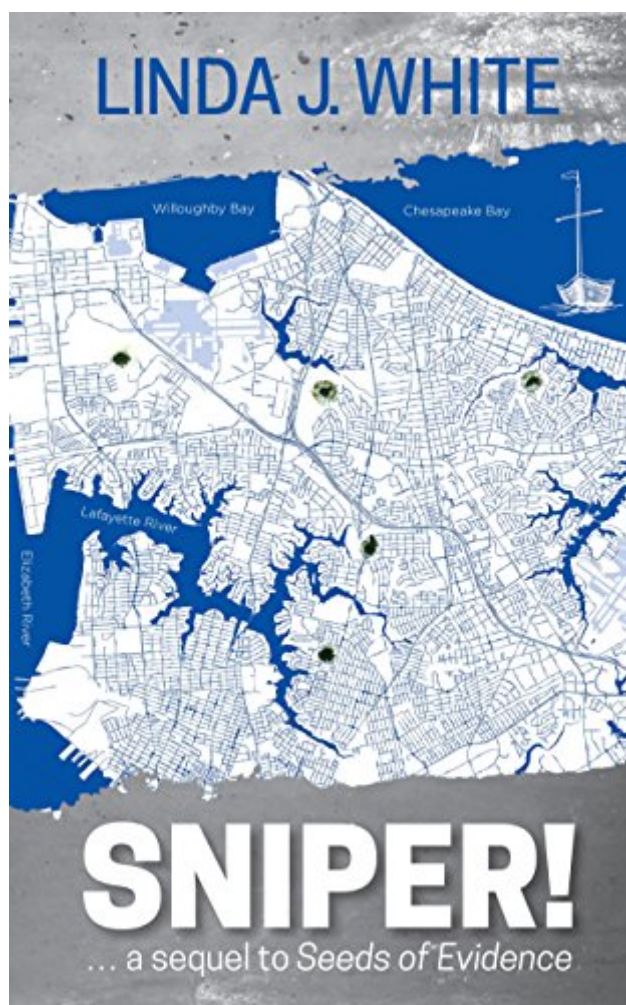 LINDA J. WHITE
Willoughby Bay
Chesapeake Bay
Lafayette River
Elizabeth River
SNIPER!
... a sequel to Seeds of Evidence